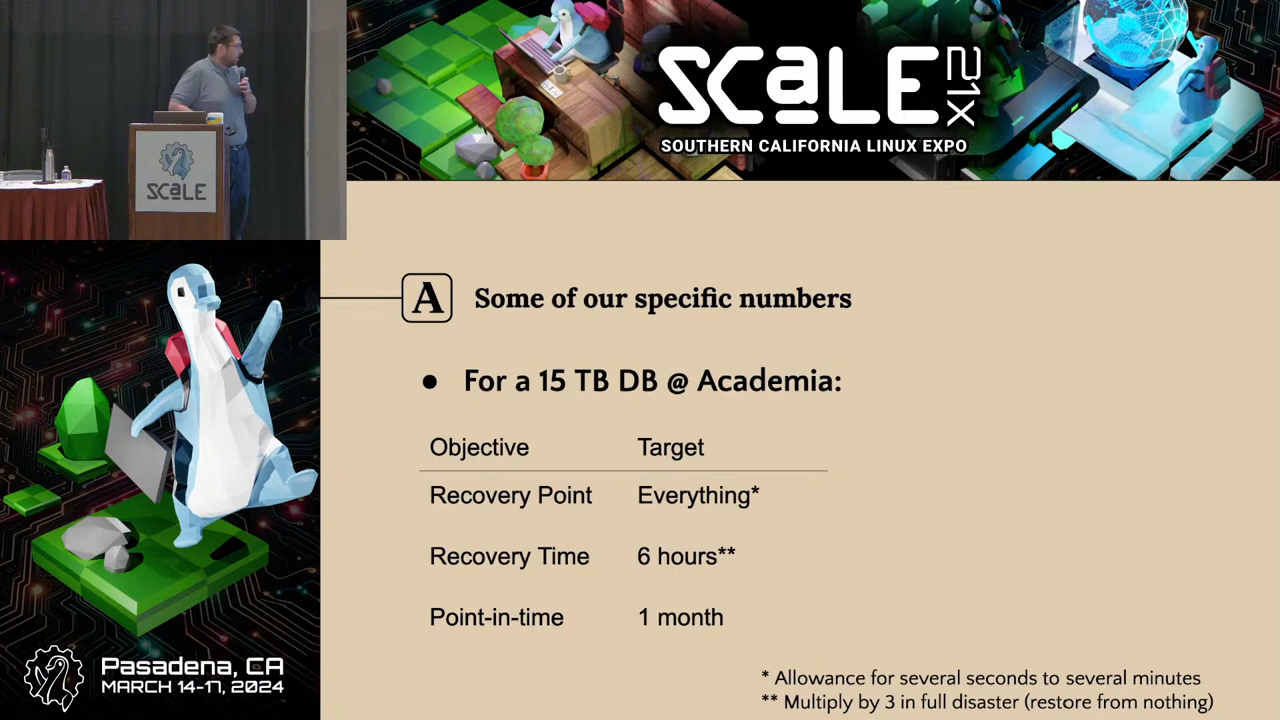 SCALE
SCaLE 21X
SOUTHERN CALIFORNIA LINUX EXPO
A Some of our specific numbers
● For a 15 TB DB @ Academia:
Objective Target
Recovery Point Everything*
Recovery Time 6 hours**
Point-in-time 1 month
* Allowance for several seconds to several minutes
** Multiply by 3 in full disaster (restore from nothing)
Pasadena, CA
MARCH 14-17, 2024